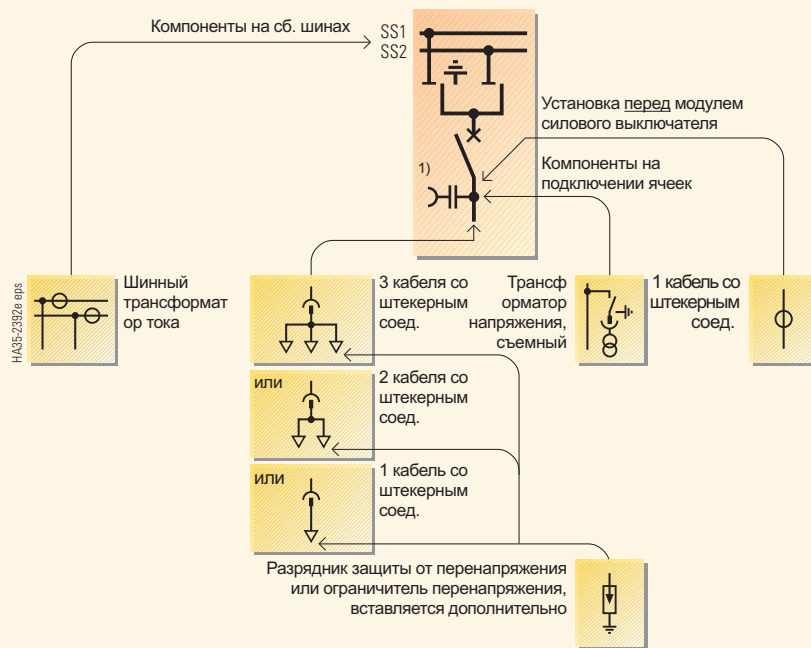 Компоненты на сб. шинах
SS1
SS2
Установка перед модулем
силового выключателя
1)
Компоненты на
подключении ячеек
HA35-2392e eps
Шинный
трансформат
ор тока
3 кабеля со
штекерным
соед.
Трансф
орматор
напряжения,
съемный
1 кабель со
штекерным
соед.
или
2 кабеля со
штекерным
соед.
или
1 кабель со
штекерным
соед.
Разрядник защиты от перенапряжения
или ограничитель перенапряжения,
вставляется дополнительно